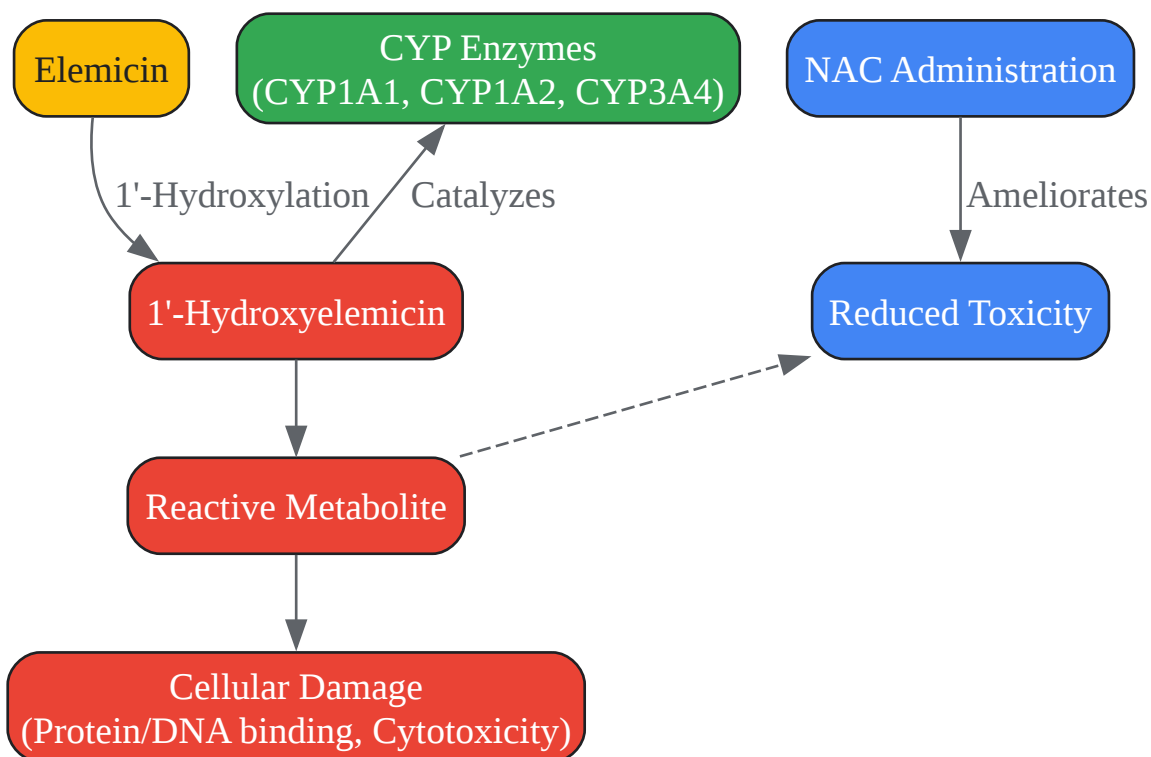 Elemicin
CYP Enzymes
(CYP1A1, CYP1A2, CYP3A4)
NAC Administration
1'-Hydroxylation
Catalyzes
Ameliorates
1'-Hydroxyelemicin
Reduced Toxicity
Reactive Metabolite
Cellular Damage
(Protein/DNA binding, Cytotoxicity)